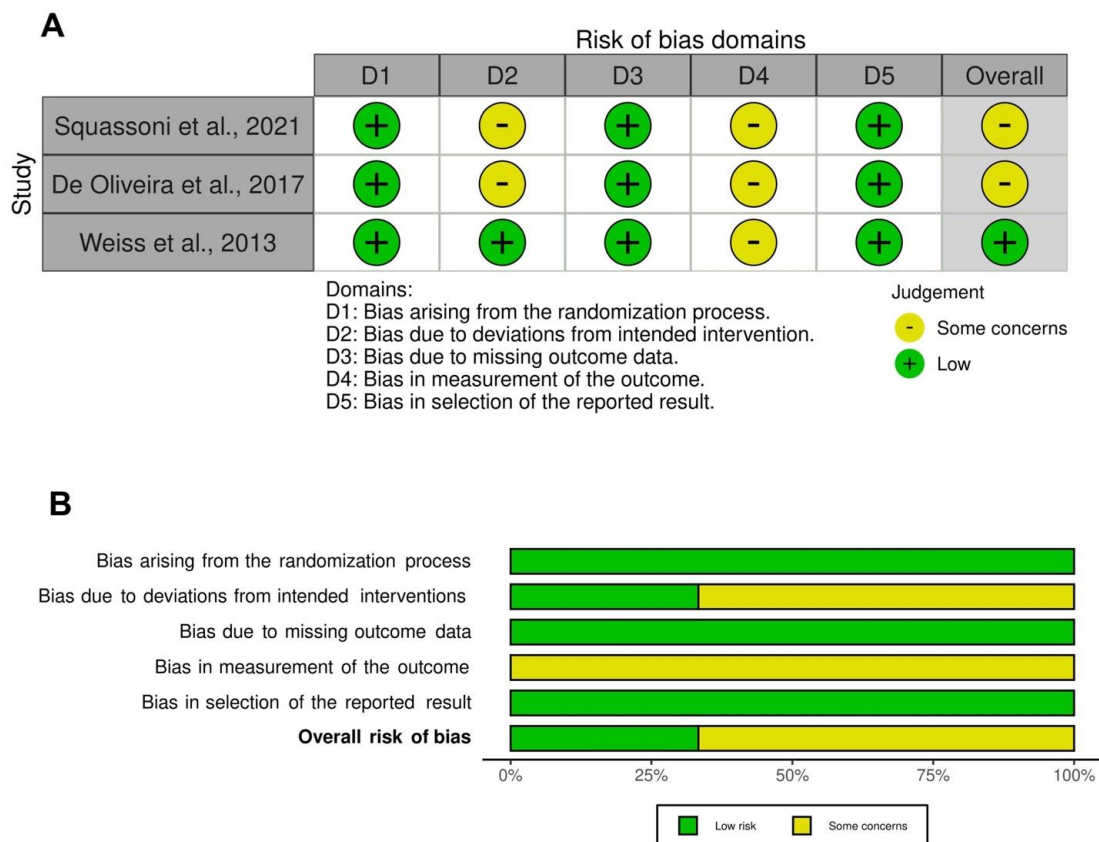 A
Risk of bias domains
D1 D2 D3 D4 D5 Overall
Study
Squassoni et al., 2021 + - + - + -
De Oliveira et al., 2017 + - + - + -
Weiss et al., 2013 + + + - + +
Domains:
D1: Bias arising from the randomization process.
D2: Bias due to deviations from intended intervention.
D3: Bias due to missing outcome data.
D4: Bias in measurement of the outcome.
D5: Bias in selection of the reported result.
Judgement
- Some concerns
+ Low
B
Bias arising from the randomization process
Bias due to deviations from intended interventions
Bias due to missing outcome data
Bias in measurement of the outcome
Bias in selection of the reported result
Overall risk of bias
0% 25% 50% 75% 100%
Low risk Some concerns